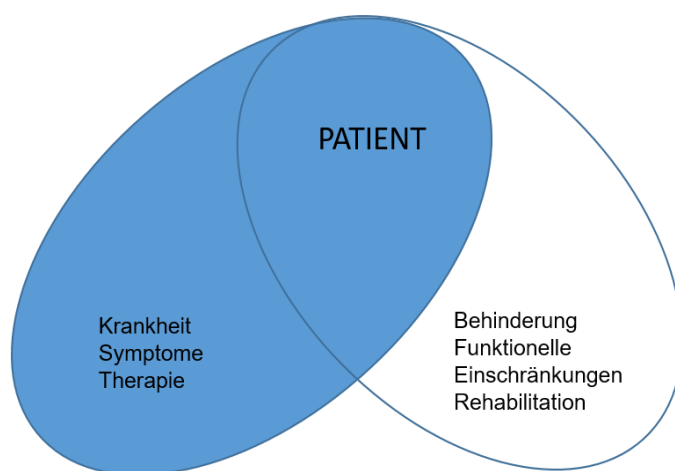 PATIENT
Krankheit
Symptome
Therapie
Behinderung
Funktionelle
Einschränkungen
Rehabilitation